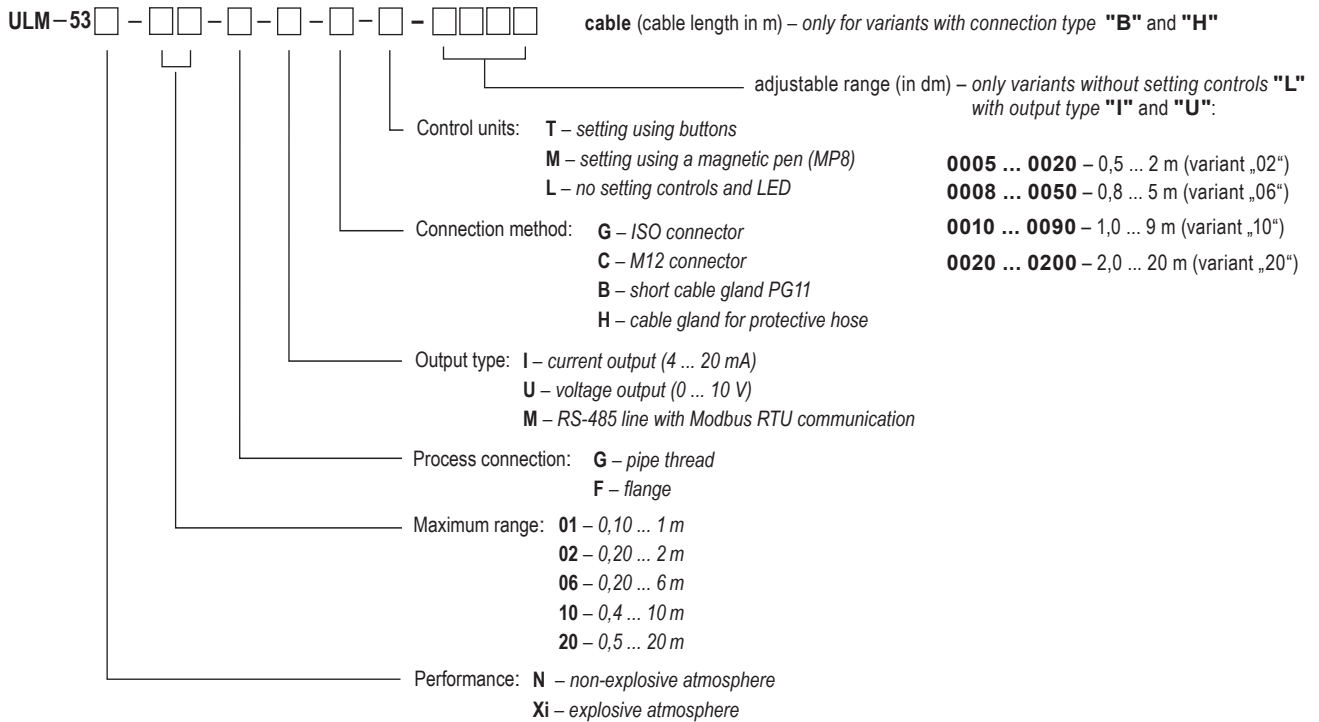 ULM–53□ – □□ – □ – □ – □ – □ – □□□□ cable (cable length in m) – only for variants with connection type "B" and "H"
adjustable range (in dm) – only variants without setting controls "L"
with output type "I" and "U":
Control units: T – setting using buttons
M – setting using a magnetic pen (MP8)
L – no setting controls and LED
0005 ... 0020 – 0,5 ... 2 m (variant „02“)
0008 ... 0050 – 0,8 ... 5 m (variant „06“)
0010 ... 0090 – 1,0 ... 9 m (variant „10“)
0020 ... 0200 – 2,0 ... 20 m (variant „20“)
Connection method: G – ISO connector
C – M12 connector
B – short cable gland PG11
H – cable gland for protective hose
Output type: I – current output (4 ... 20 mA)
U – voltage output (0 ... 10 V)
M – RS-485 line with Modbus RTU communication
Process connection: G – pipe thread
F – flange
Maximum range: 01 – 0,10 ... 1 m
02 – 0,20 ... 2 m
06 – 0,20 ... 6 m
10 – 0,4 ... 10 m
20 – 0,5 ... 20 m
Performance: N – non-explosive atmosphere
Xi – explosive atmosphere